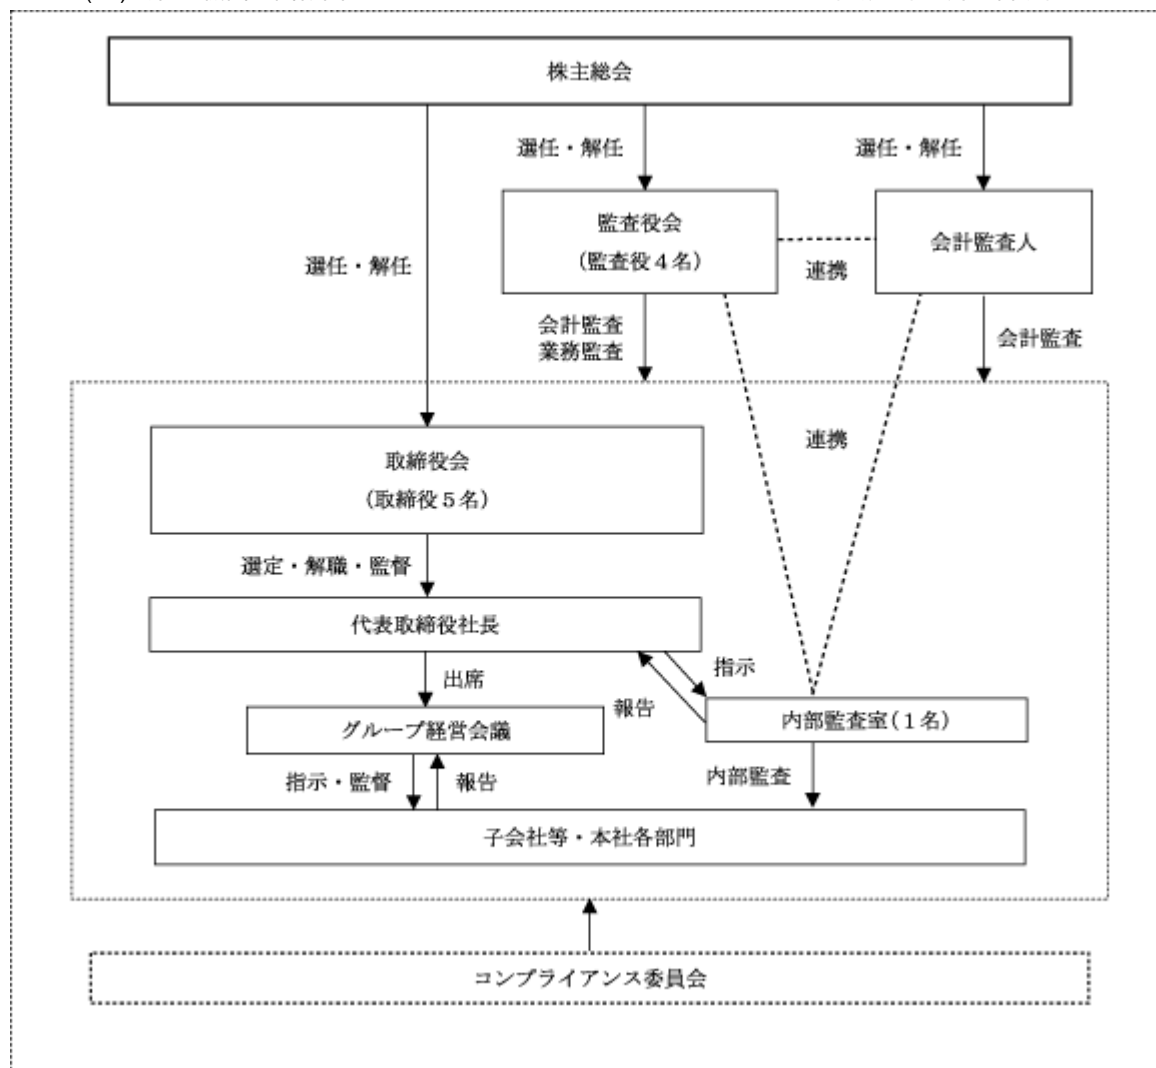 株主総会
選任・解任
選任・解任
監査役会
(監査役4名)
会計監査人
選任・解任
連携
会計監査
業務監査
会計監査
連携
取締役会
(取締役5名)
選定・解職・監督
代表取締役社長
指示
出席
報告
内部監査室(1名)
グループ経営会議
内部監査
指示・監督
報告
子会社等・本社各部門
コンプライアンス委員会